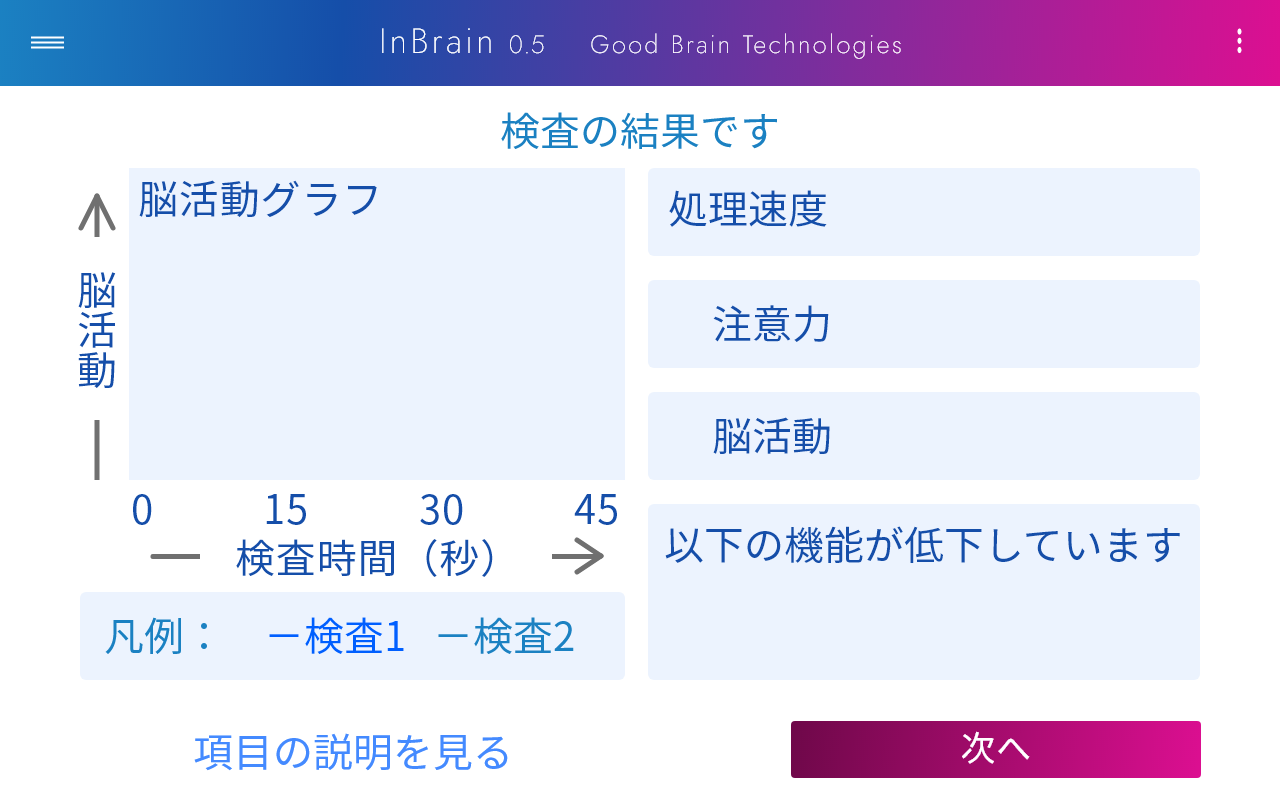 InBrain 0.5 Good Brain Technologies
検査の結果です
脳活動グラフ
脳活動
0 15 30 45
検査時間（秒）
凡例： －検査1 －検査2
処理速度
注意力
脳活動
以下の機能が低下しています
項目の説明を見る
次へ